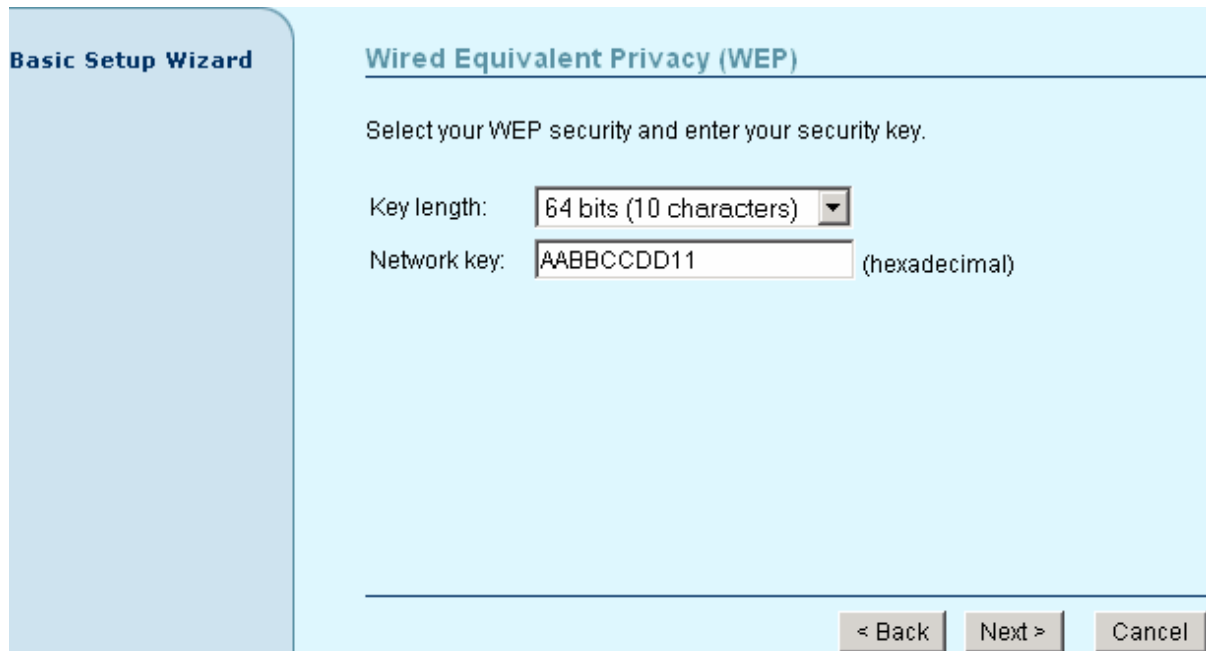 Basic Setup Wizard
Wired Equivalent Privacy (WEP)
Select your WEP security and enter your security key.
Key length: 64 bits (10 characters)
Network key: AABBCCDD11 (hexadecimal)
< Back Next > Cancel